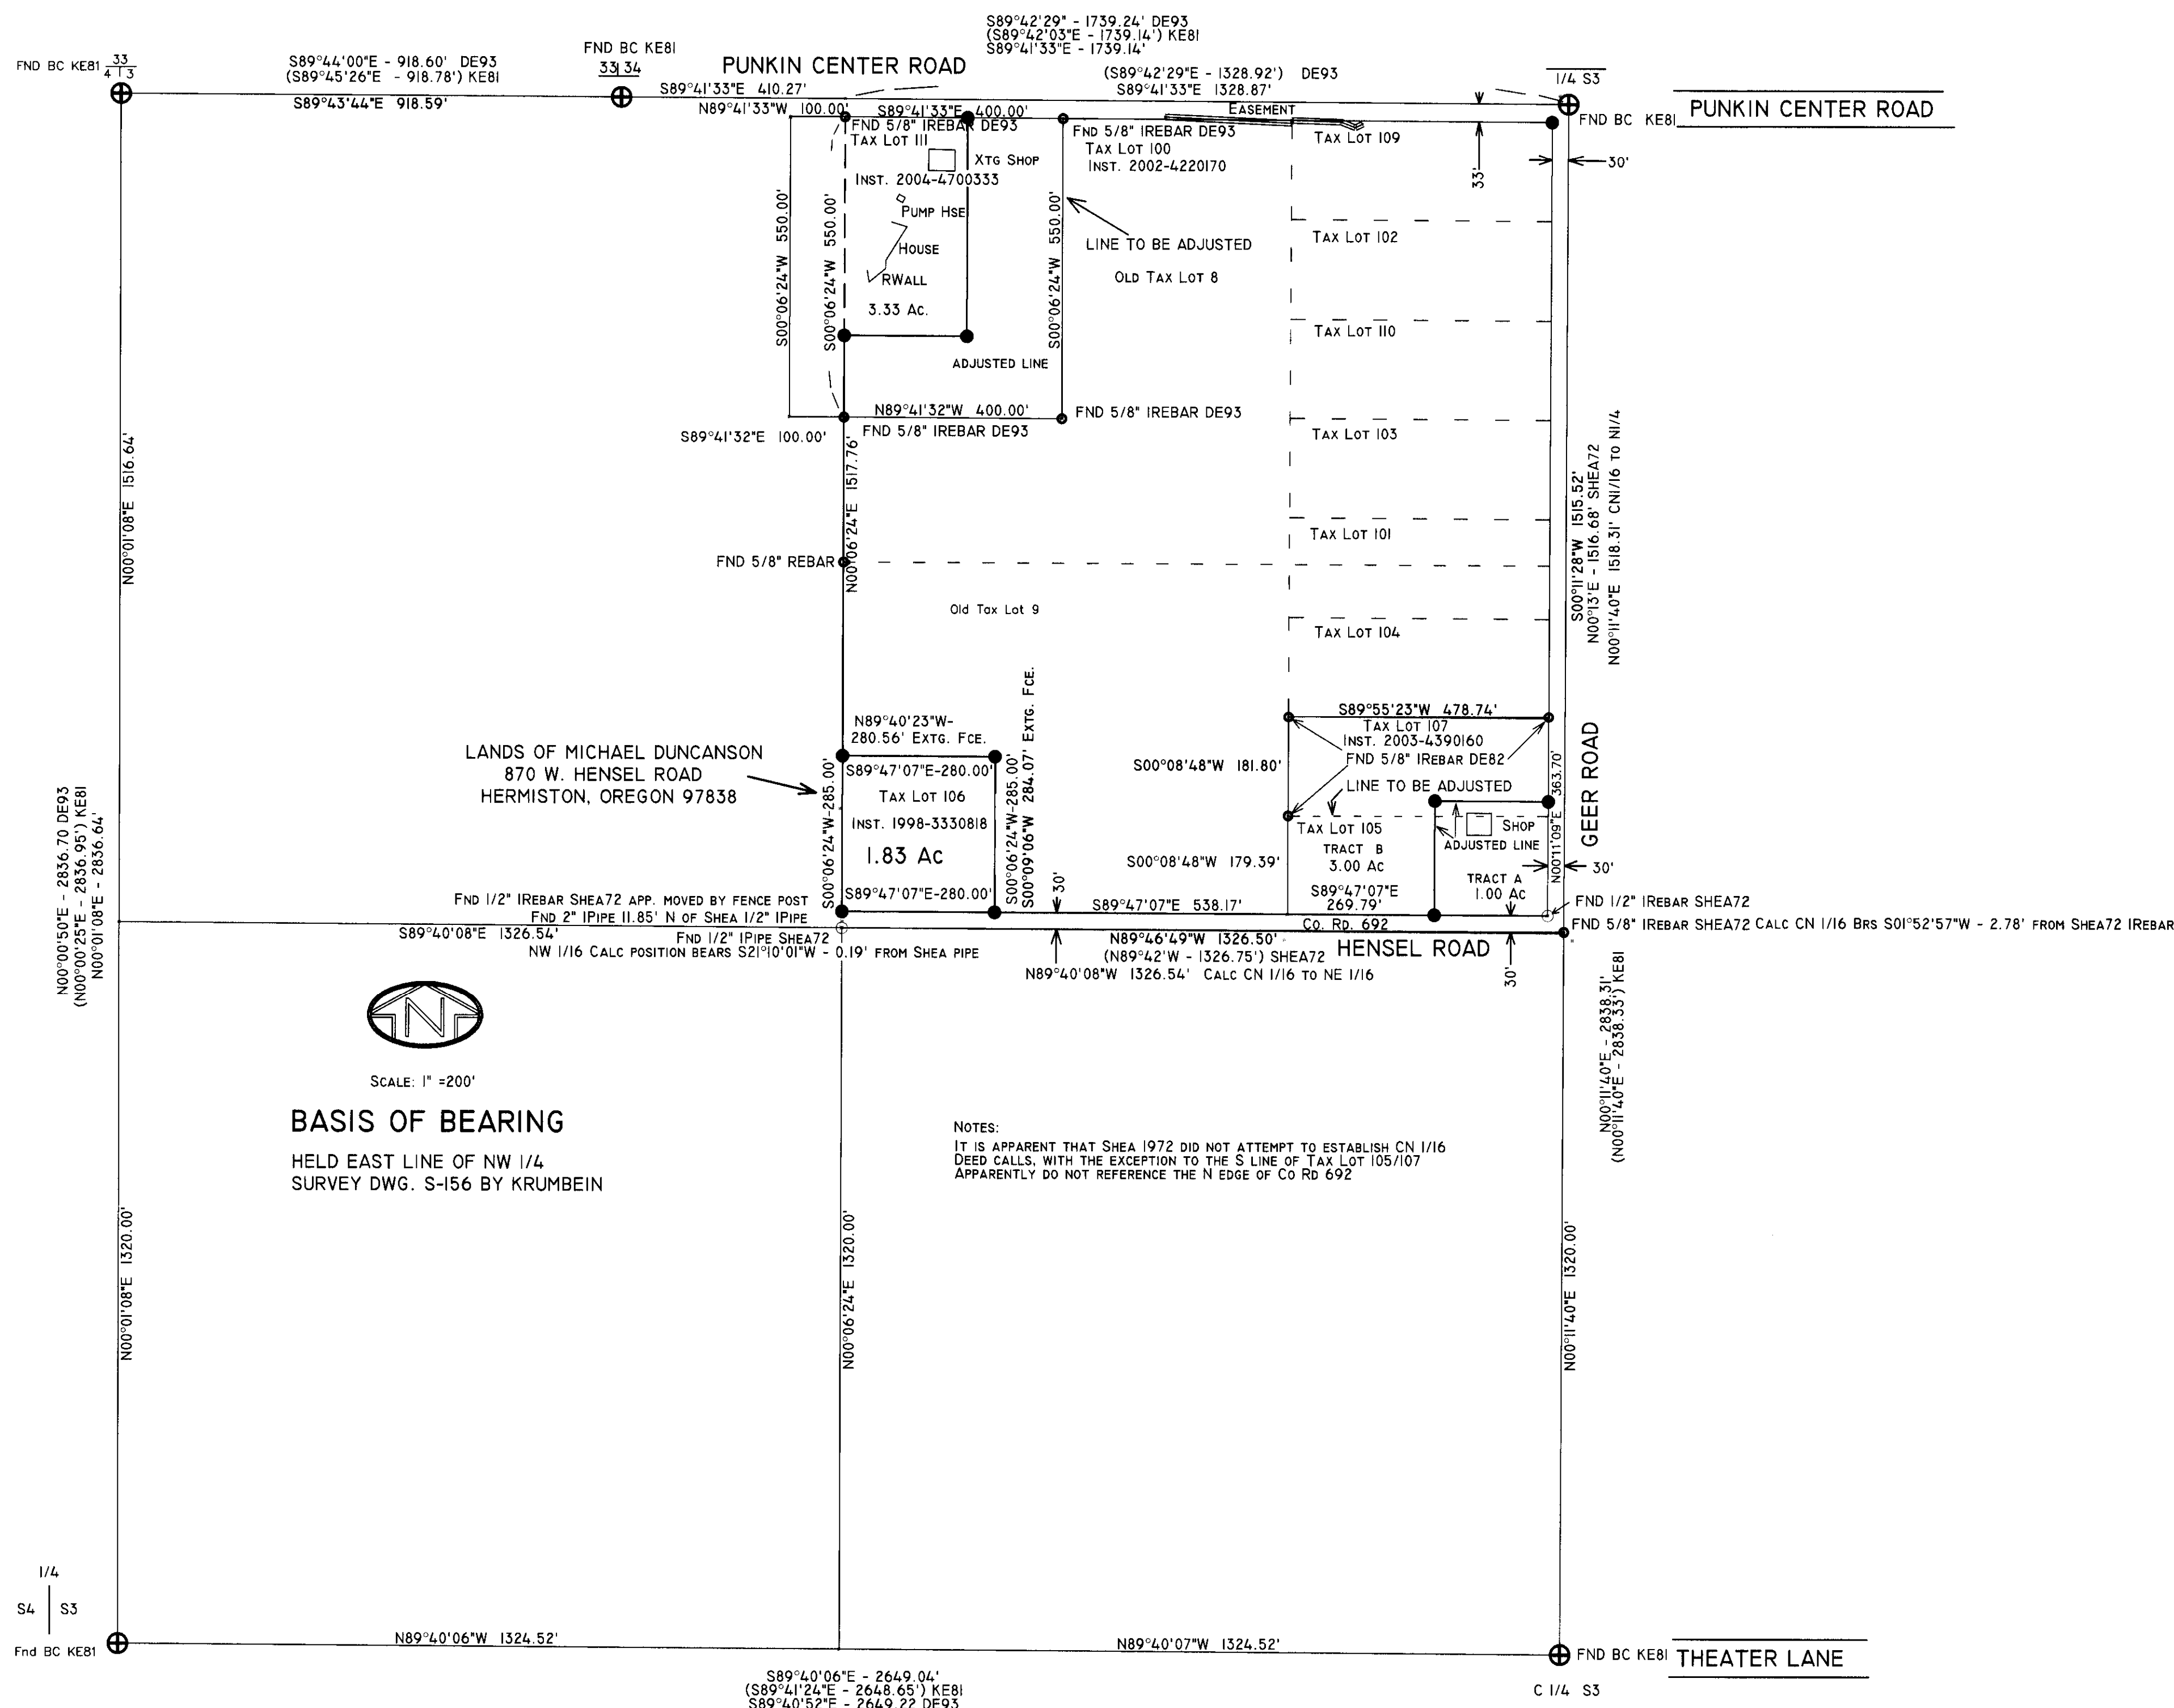 S89°42'29" - 1739.24' DE93
(S89°42'03"E - 1739.14') KE81
S89°41'33"E - 1739.14'
FND BC KE81 33
4 3
S89°44'00"E - 918.60' DE93
(S89°45'26"E - 918.78') KE81
S89°43'44"E 918.59'
FND BC KE81
33 34
PUNKIN CENTER ROAD
S89°41'33"E 410.27'
(S89°42'29"E - 1328.92') DE93
S89°41'33"E 1328.87'
1/4 S3
PUNKIN CENTER ROAD
FND BC KE81
N89°41'33"W 100.00'
S89°41'33"E 400.00'
EASEMENT
FND 5/8" IREBAR DE93
TAX LOT 111
XTG SHOP
INST. 2004-4700333
PUMP HSE
HOUSE
RWALL
3.33 AC.
FND 5/8" IREBAR DE93
TAX LOT 100
INST. 2002-4220170
TAX LOT 109
33'
30'
S00°06'24"W 550.00'
S00°06'24"W 550.00'
S00°06'24"W 550.00'
LINE TO BE ADJUSTED
OLD TAX LOT 8
TAX LOT 102
TAX LOT 110
ADJUSTED LINE
N89°41'32"W 400.00'
FND 5/8" IREBAR DE93
S89°41'32"E 100.00'
FND 5/8" IREBAR DE93
TAX LOT 103
N00°01'08"E 1516.64'
N00°06'24"E 1517.76'
S00°11'28"W 1515.52'
N00°13'E - 1516.68' SHEA72
N00°11'40"E 1518.31' CN1/16 TO N1/4
TAX LOT 101
FND 5/8" REBAR
Old Tax Lot 9
TAX LOT 104
N89°40'23"W-
280.56' EXTG. FCE.
S89°55'23"W 478.74'
TAX LOT 107
INST. 2003-4390160
FND 5/8" IREBAR DE82
LINE TO BE ADJUSTED
LANDS OF MICHAEL DUNCANSON
870 W. HENSEL ROAD
HERMISTON, OREGON 97838
S89°47'07"E-280.00'
TAX LOT 106
INST. 1998-3330818
1.83 AC
S89°47'07"E-280.00'
S00°06'24"W-285.00'
S00°06'24"W-285.00'
S00°09'06"W 284.07' EXTG. FCE.
S00°08'48"W 181.80'
S00°08'48"W 179.39'
TAX LOT 105
TRACT B
3.00 AC
S89°47'07"E
269.79'
SHOP
ADJUSTED LINE
TRACT A
1.00 AC
N00°11'09"E 363.70'
GEER ROAD
30'
N00°00'50"E - 2836.70 DE93
(N00°00'25"E - 2836.95') KE81
N00°01'08"E - 2836.64'
FND 1/2" IREBAR SHEA72 APP. MOVED BY FENCE POST
FND 2" IPIPE 11.85' N OF SHEA 1/2" IPIPE
S89°40'08"E 1326.54'
FND 1/2" IPIPE SHEA72
NW 1/16 CALC POSITION BEARS S21°10'01"W - 0.19' FROM SHEA PIPE
30'
S89°47'07"E 538.17'
CO. RD. 692
HENSEL ROAD
N89°46'49"W 1326.50'
(N89°42'W - 1326.75') SHEA72
N89°40'08"W 1326.54' CALC CN 1/16 TO NE 1/16
30'
FND 1/2" IREBAR SHEA72
FND 5/8" IREBAR SHEA72 CALC CN 1/16 BRS S01°52'57"W - 2.78' FROM SHEA72 IREBAR
N00°11'40"E - 2838.31'
(N00°11'40"E - 2838.33') KE81
N
SCALE: 1" =200'
BASIS OF BEARING
HELD EAST LINE OF NW 1/4
SURVEY DWG. S-156 BY KRUMBEIN
NOTES:
IT IS APPARENT THAT SHEA 1972 DID NOT ATTEMPT TO ESTABLISH CN 1/16
DEED CALLS, WITH THE EXCEPTION TO THE S LINE OF TAX LOT 105/107
APPARENTLY DO NOT REFERENCE THE N EDGE OF CO RD 692
N00°01'08"E 1320.00'
N00°06'24"E 1320.00'
N00°11'40"E 1320.00'
1/4
S4 S3
Fnd BC KE81
N89°40'06"W 1324.52'
N89°40'07"W 1324.52'
FND BC KE81
THEATER LANE
C 1/4 S3
S89°40'06"E - 2649.04'
(S89°41'24"E - 2648.65') KE81
S89°40'52"E - 2649.22 DE93